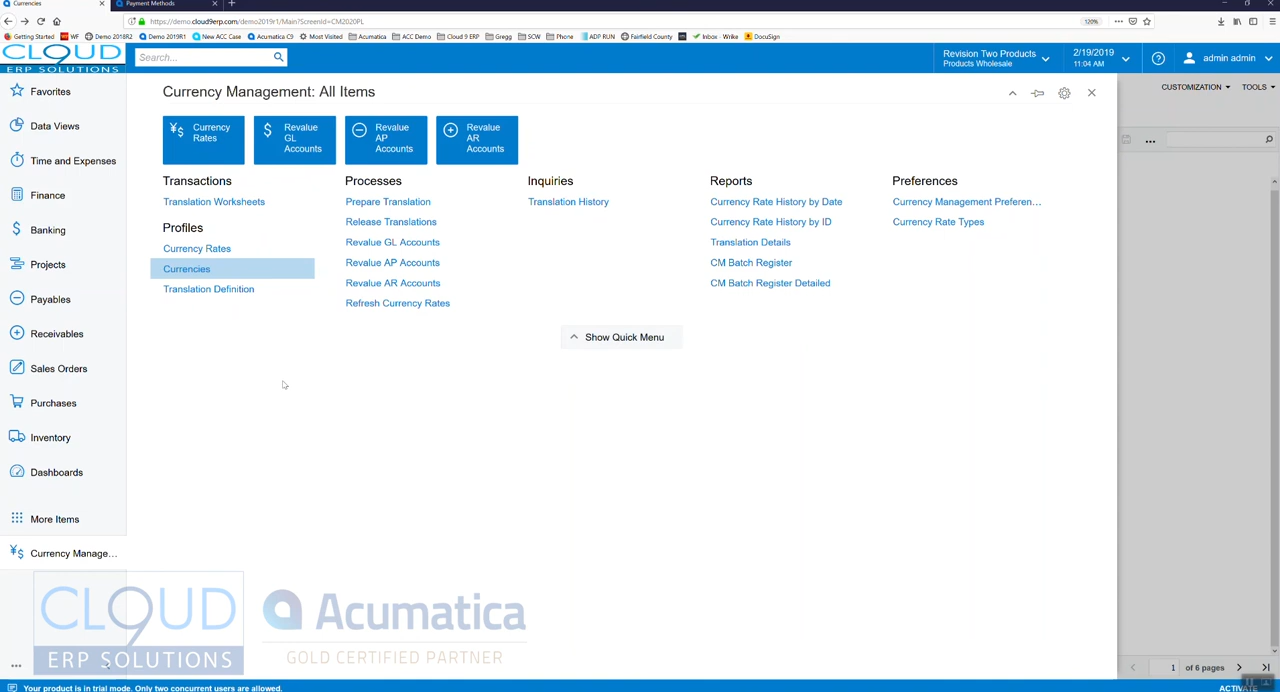 Currencies
Payment Methods
https://demo.cloud9erp.com/demo2019r1/Main?ScreenId=CM2020PL
120%
Getting Started WF Demo 2018R2 Demo 2019R1 New ACC Case Acumatica C9 Most Visited Acumatica ACC Demo Cloud 9 ERP Gregg SCW Phone ADP RUN Fairfield County Inbox - Wrike DocuSign
CLOUD
ERP SOLUTIONS
Search...
Revision Two Products
Products Wholesale
2/19/2019
11:04 AM
admin admin
Favorites
Data Views
Time and Expenses
Finance
Banking
Projects
Payables
Receivables
Sales Orders
Purchases
Inventory
Dashboards
More Items
Currency Manage...
Currency Management: All Items
CUSTOMIZATION
TOOLS
Currency
Rates
Revalue
GL
Accounts
Revalue
AP
Accounts
Revalue
AR
Accounts
Transactions
Translation Worksheets
Profiles
Currency Rates
Currencies
Translation Definition
Processes
Prepare Translation
Release Translations
Revalue GL Accounts
Revalue AP Accounts
Revalue AR Accounts
Refresh Currency Rates
Inquiries
Translation History
Reports
Currency Rate History by Date
Currency Rate History by ID
Translation Details
CM Batch Register
CM Batch Register Detailed
Preferences
Currency Management Preferen...
Currency Rate Types
Show Quick Menu
CLOUD
9
ERP SOLUTIONS
Acumatica
GOLD CERTIFIED PARTNER
1 of 6 pages
Your product is in trial mode. Only two concurrent users are allowed.
ACTIVATE